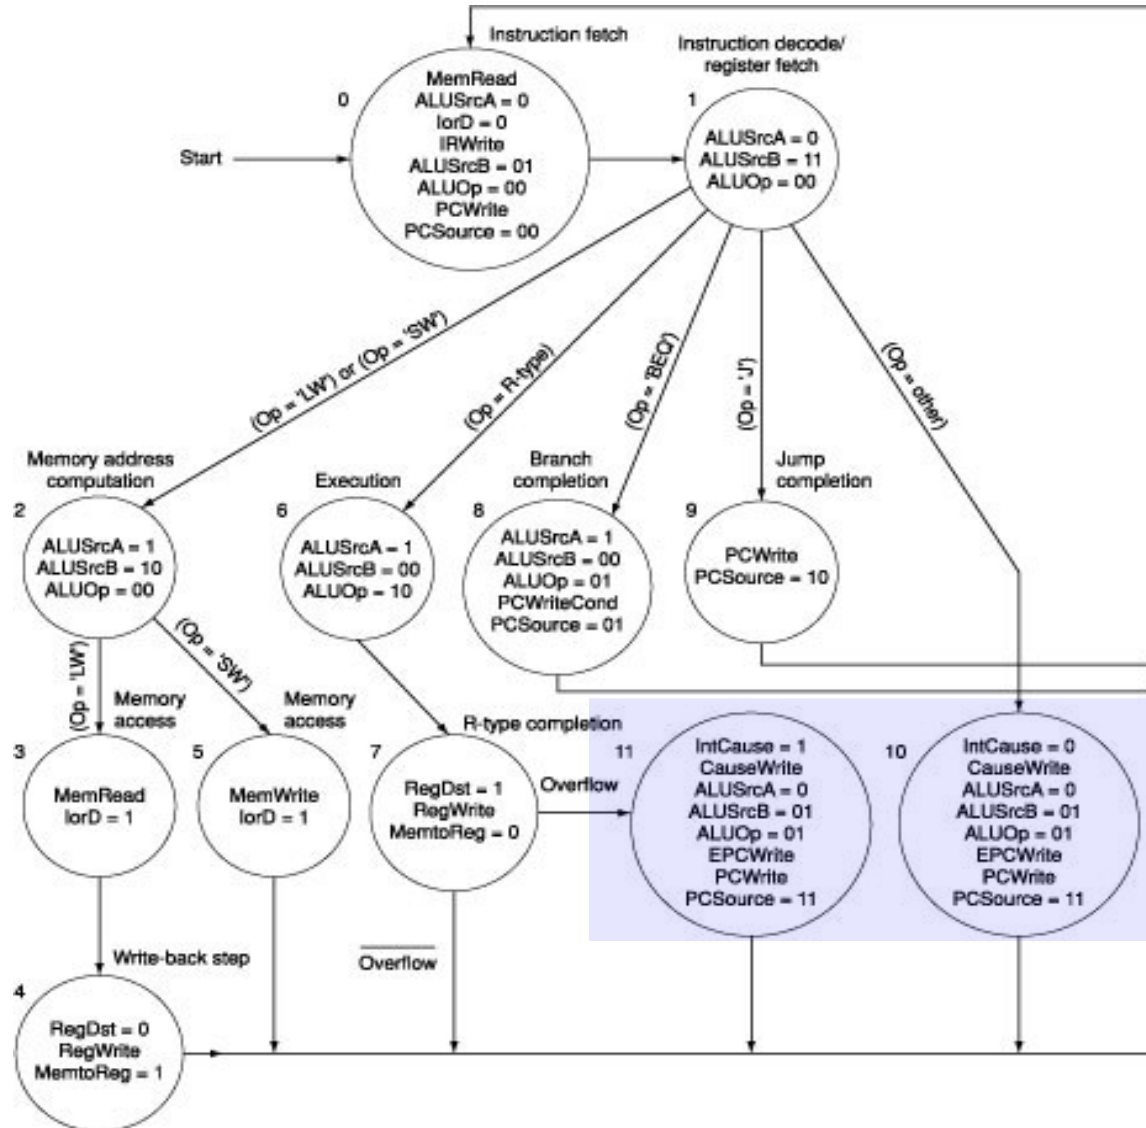 Instruction fetch
Instruction decode/
register fetch
0
MemRead
ALUSrcA = 0
IorD = 0
IRWrite
ALUSrcB = 01
ALUOp = 00
PCWrite
PCSource = 00
1
ALUSrcA = 0
ALUSrcB = 11
ALUOp = 00
Start
(Op = 'LW') or (Op = 'SW')
(Op = R-type)
(Op = 'BEQ')
(Op = 'J')
(Op = other)
Memory address
computation
2
ALUSrcA = 1
ALUSrcB = 10
ALUOp = 00
Execution
6
ALUSrcA = 1
ALUSrcB = 00
ALUOp = 10
Branch
completion
8
ALUSrcA = 1
ALUSrcB = 00
ALUOp = 01
PCWriteCond
PCSource = 01
Jump
completion
9
PCWrite
PCSource = 10
(Op = 'LW')
(Op = 'SW')
Memory
access
3
MemRead
IorD = 1
Memory
access
5
MemWrite
IorD = 1
R-type completion
7
RegDst = 1
RegWrite
MemtoReg = 0
Overflow
11
IntCause = 1
CauseWrite
ALUSrcA = 0
ALUSrcB = 01
ALUOp = 01
EPCWrite
PCWrite
PCSource = 11
10
IntCause = 0
CauseWrite
ALUSrcA = 0
ALUSrcB = 01
ALUOp = 01
EPCWrite
PCWrite
PCSource = 11
Overflow
Write-back step
4
RegDst = 0
RegWrite
MemtoReg = 1